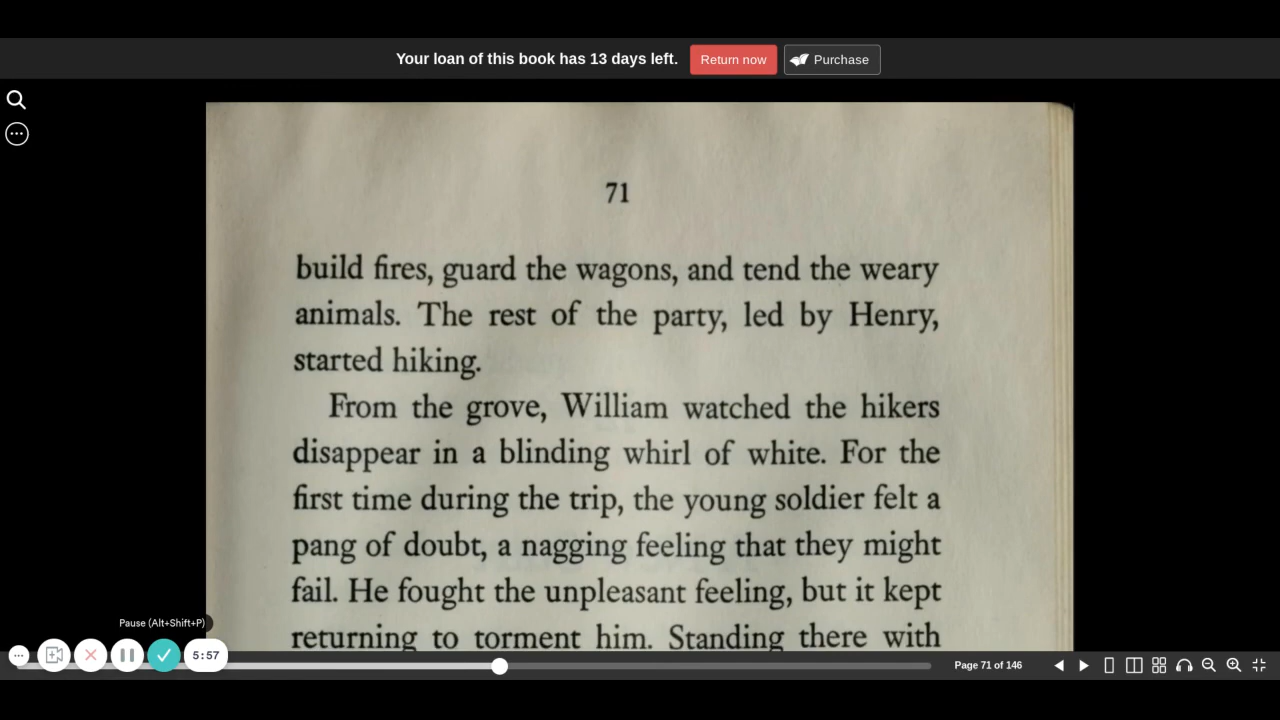 Your loan of this book has 13 days left. Return now Purchase
71
build fires, guard the wagons, and tend the weary
animals. The rest of the party, led by Henry,
started hiking.
From the grove, William watched the hikers
disappear in a blinding whirl of white. For the
first time during the trip, the young soldier felt a
pang of doubt, a nagging feeling that they might
fail. He fought the unpleasant feeling, but it kept
returning to torment him. Standing there with
Pause (Alt+Shift+P)
5:57
Page 71 of 146